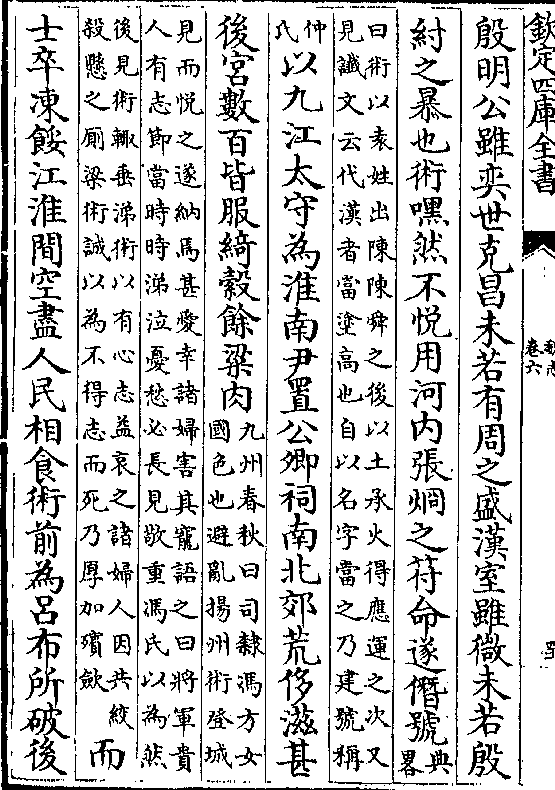 欽定四庫全書
殷明公雖奕世克昌未若有周之盛漢室雖微未若殷
紂之暴也術嘿然不悅用河内張烱之符命遂僭號典畧
曰術以袁姓出陳陳舜之後以土承火得應運之次又
見讖文云代漢者當塗高也自以名字當之乃建號稱
仲氏以九江太守為淮南尹置公卿祠南北郊荒侈滋甚
後宫數百皆服綺縠餘粱肉九州春秋曰司隸馮方女
國色也避亂揚州術登城
見而悅之遂納焉甚愛幸諸婦害其寵語之曰將軍貴
人有志節當時時涕泣憂愁必長見敬重馮氏以為然
後見術輒垂涕術以有心志益哀之諸婦人因共絞
殺懸之厠梁術誠以為不得志而死乃厚加殯斂而
士卒凍餒江淮間空盡人民相食術前為吕布所破後